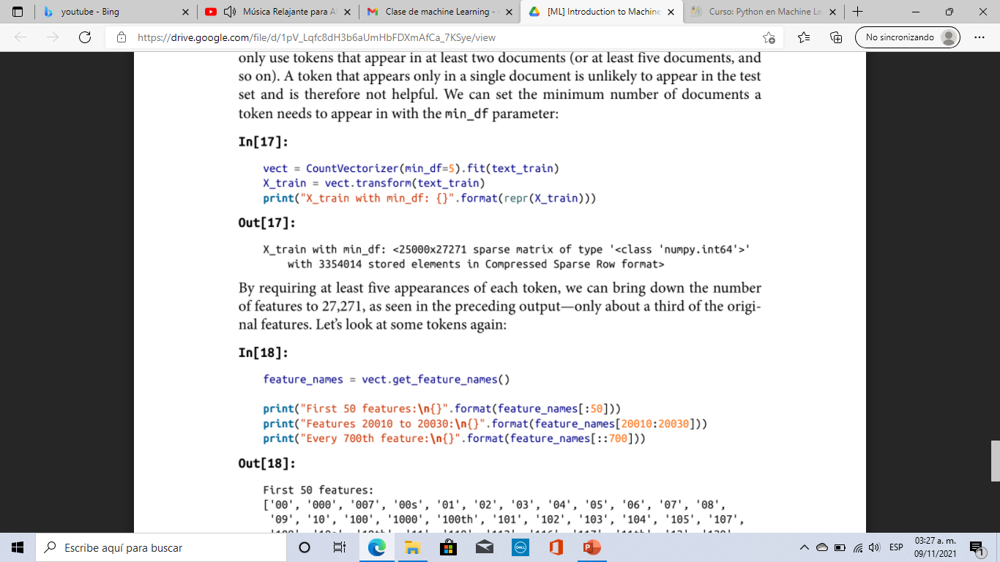 youtube - Bing
Música Relajante para Al
Clase de machine Learning -
[ML] Introduction to Machine
Curso: Python en Machine Le
https://drive.google.com/file/d/1pV_Lqfc8dH3b6aUmHbFDXmAfCa_7KSye/view
No sincronizando
only use tokens that appear in at least two documents (or at least five documents, and
so on). A token that appears only in a single document is unlikely to appear in the test
set and is therefore not helpful. We can set the minimum number of documents a
token needs to appear in with the min_df parameter:
In[17]:
vect = CountVectorizer(min_df=5).fit(text_train)
X_train = vect.transform(text_train)
print("X_train with min_df: {}".format(repr(X_train)))
Out[17]:
X_train with min_df: <25000x27271 sparse matrix of type '<class 'numpy.int64'>'
with 3354014 stored elements in Compressed Sparse Row format>
By requiring at least five appearances of each token, we can bring down the number
of features to 27,271, as seen in the preceding output—only about a third of the origi-
nal features. Let's look at some tokens again:
In[18]:
feature_names = vect.get_feature_names()
print("First 50 features:\n{}".format(feature_names[:50]))
print("Features 20010 to 20030:\n{}".format(feature_names[20010:20030]))
print("Every 700th feature:\n{}".format(feature_names[::700]))
Out[18]:
First 50 features:
['00', '000', '007', '00s', '01', '02', '03', '04', '05', '06', '07', '08',
'09', '10', '100', '1000', '100th', '101', '102', '103', '104', '105', '107',
Escribe aquí para buscar
DELL
ESP
03:27 a. m.
09/11/2021
1